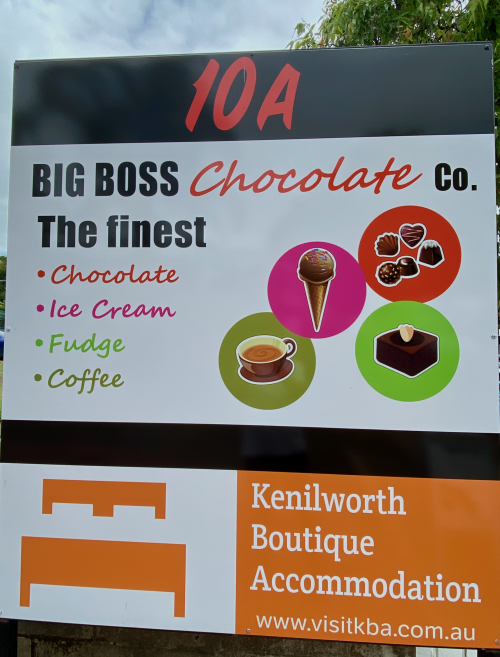 10A
BIG BOSS Chocolate Co.
The finest
• Chocolate
• Ice Cream
• Fudge
• Coffee
Kenilworth
Boutique
Accommodation
www.visitkba.com.au